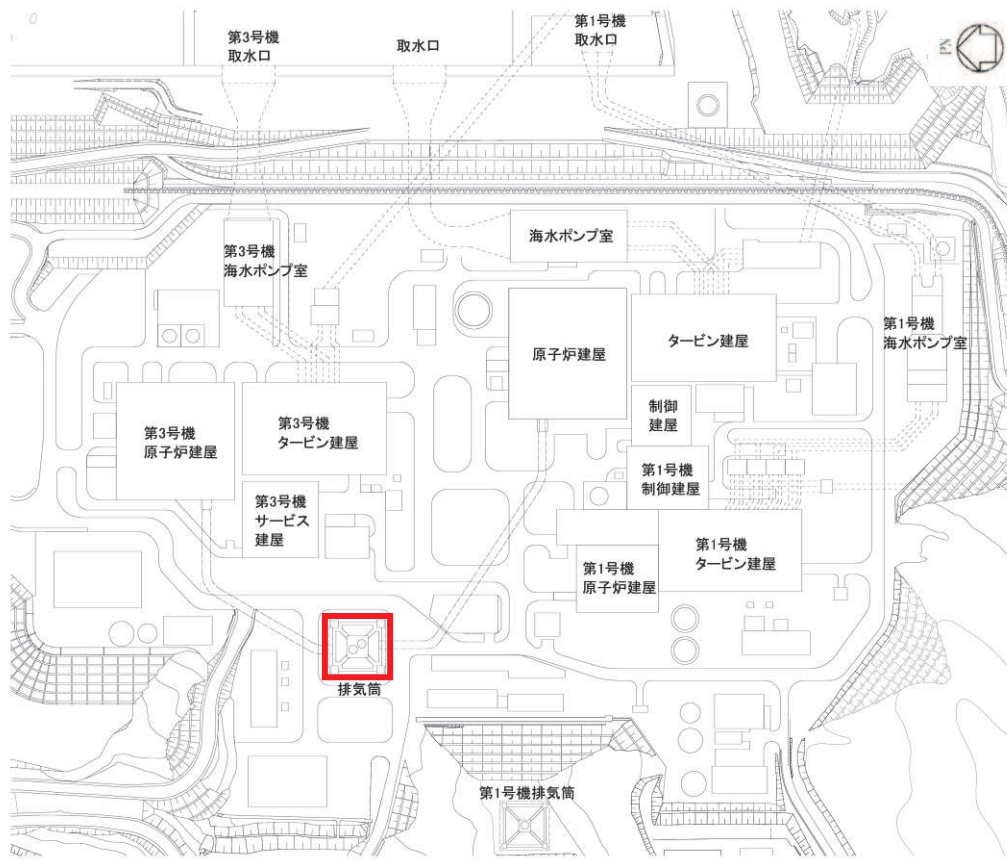 第3号機
取水口
取水口
第1号機
取水口
PN
第3号機
海水ポンプ室
海水ポンプ室
原子炉建屋
タービン建屋
第1号機
海水ポンプ室
第3号機
原子炉建屋
第3号機
タービン建屋
制御
建屋
第1号機
制御建屋
第3号機
サービス
建屋
第1号機
原子炉建屋
第1号機
タービン建屋
排気筒
第1号機排気筒